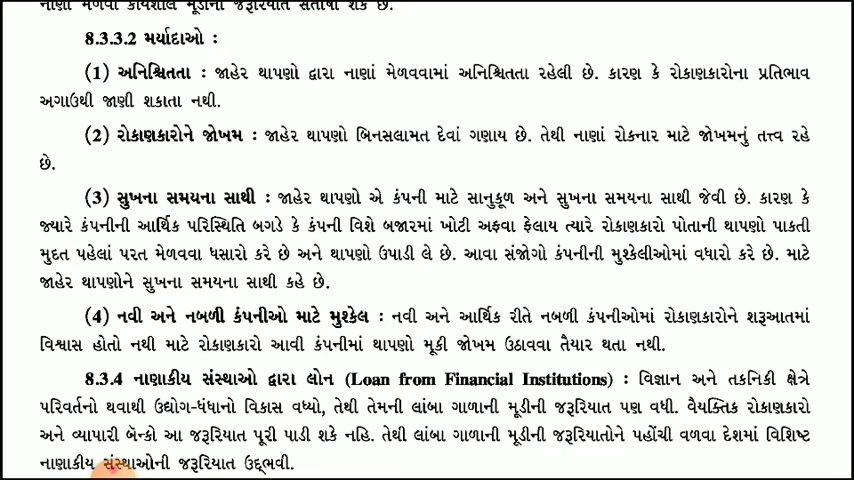 નાણાં મેળવી કાર્યશીલ મૂડીની જરૂરિયાત સંતોષી શકે છે.
8.3.3.2 મર્યાદાઓ :
(1) અનિશ્ચિતતા : જાહેર થાપણો દ્વારા નાણાં મેળવવામાં અનિશ્ચિતતા રહેલી છે. કારણ કે રોકાણકારોના પ્રતિભાવ
અગાઉથી જાણી શકાતા નથી.
(2) રોકાણકારોને જોખમ : જાહેર થાપણો બિનસલામત દેવાં ગણાય છે. તેથી નાણાં રોકનાર માટે જોખમનું તત્ત્વ રહે
છે.
(3) સુખના સમયના સાથી : જાહેર થાપણો એ કંપની માટે સાનુકૂળ અને સુખના સમયના સાથી જેવી છે. કારણ કે
જ્યારે કંપનીની આર્થિક પરિસ્થિતિ બગડે કે કંપની વિશે બજારમાં ખોટી અફવા ફેલાય ત્યારે રોકાણકારો પોતાની થાપણો પાકતી
મુદત પહેલાં પરત મેળવવા ધસારો કરે છે અને થાપણો ઉપાડી લે છે. આવા સંજોગો કંપનીની મુશ્કેલીઓમાં વધારો કરે છે. માટે
જાહેર થાપણોને સુખના સમયના સાથી કહે છે.
(4) નવી અને નબળી કંપનીઓ માટે મુશ્કેલ : નવી અને આર્થિક રીતે નબળી કંપનીઓમાં રોકાણકારોને શરૂઆતમાં
વિશ્વાસ હોતો નથી માટે રોકાણકારો આવી કંપનીમાં થાપણો મૂકી જોખમ ઉઠાવવા તૈયાર થતા નથી.
8.3.4 નાણાકીય સંસ્થાઓ દ્વારા લોન (Loan from Financial Institutions) : વિજ્ઞાન અને તકનિકી ક્ષેત્રે
પરિવર્તનો થવાથી ઉદ્યોગ-ધંધાનો વિકાસ વધ્યો, તેથી તેમની લાંબા ગાળાની મૂડીની જરૂરિયાત પણ વધી. વૈયક્તિક રોકાણકારો
અને વ્યાપારી બૅન્કો આ જરૂરિયાત પૂરી પાડી શકે નહિ. તેથી લાંબા ગાળાની મૂડીની જરૂરિયાતોને પહોંચી વળવા દેશમાં વિશિષ્ટ
નાણાકીય સંસ્થાઓની જરૂરિયાત ઉદ્ભવી.